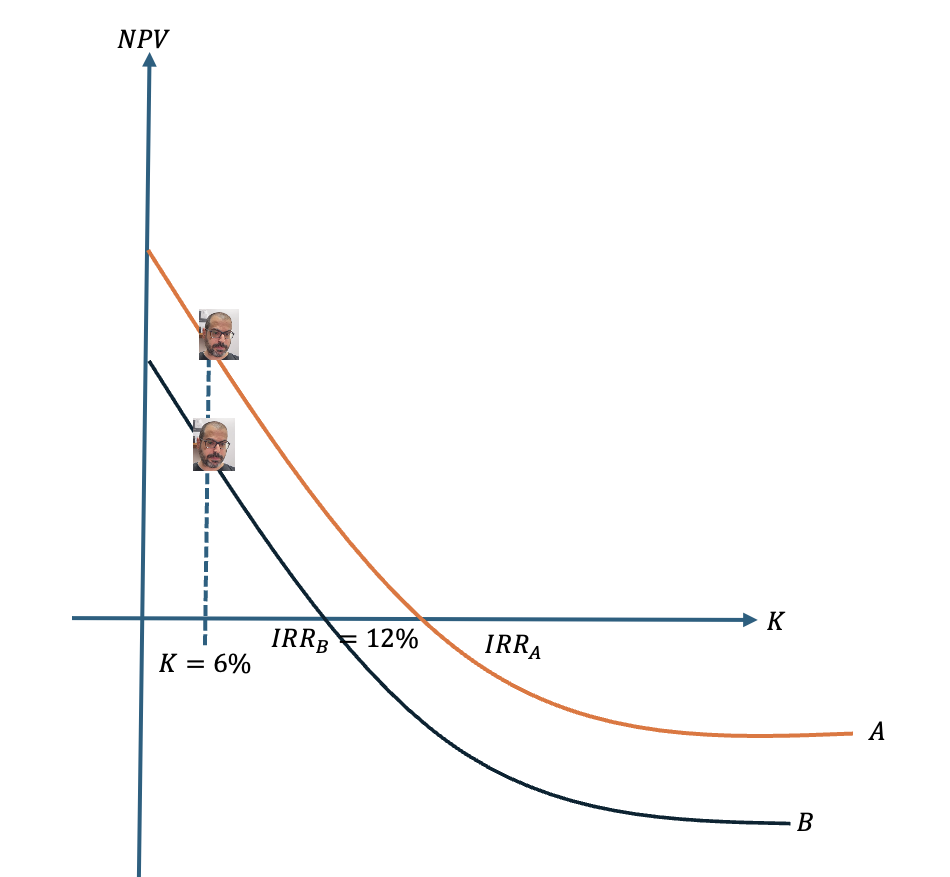 NPV
K
IRR_B = 12%
IRR_A
K = 6%
A
B